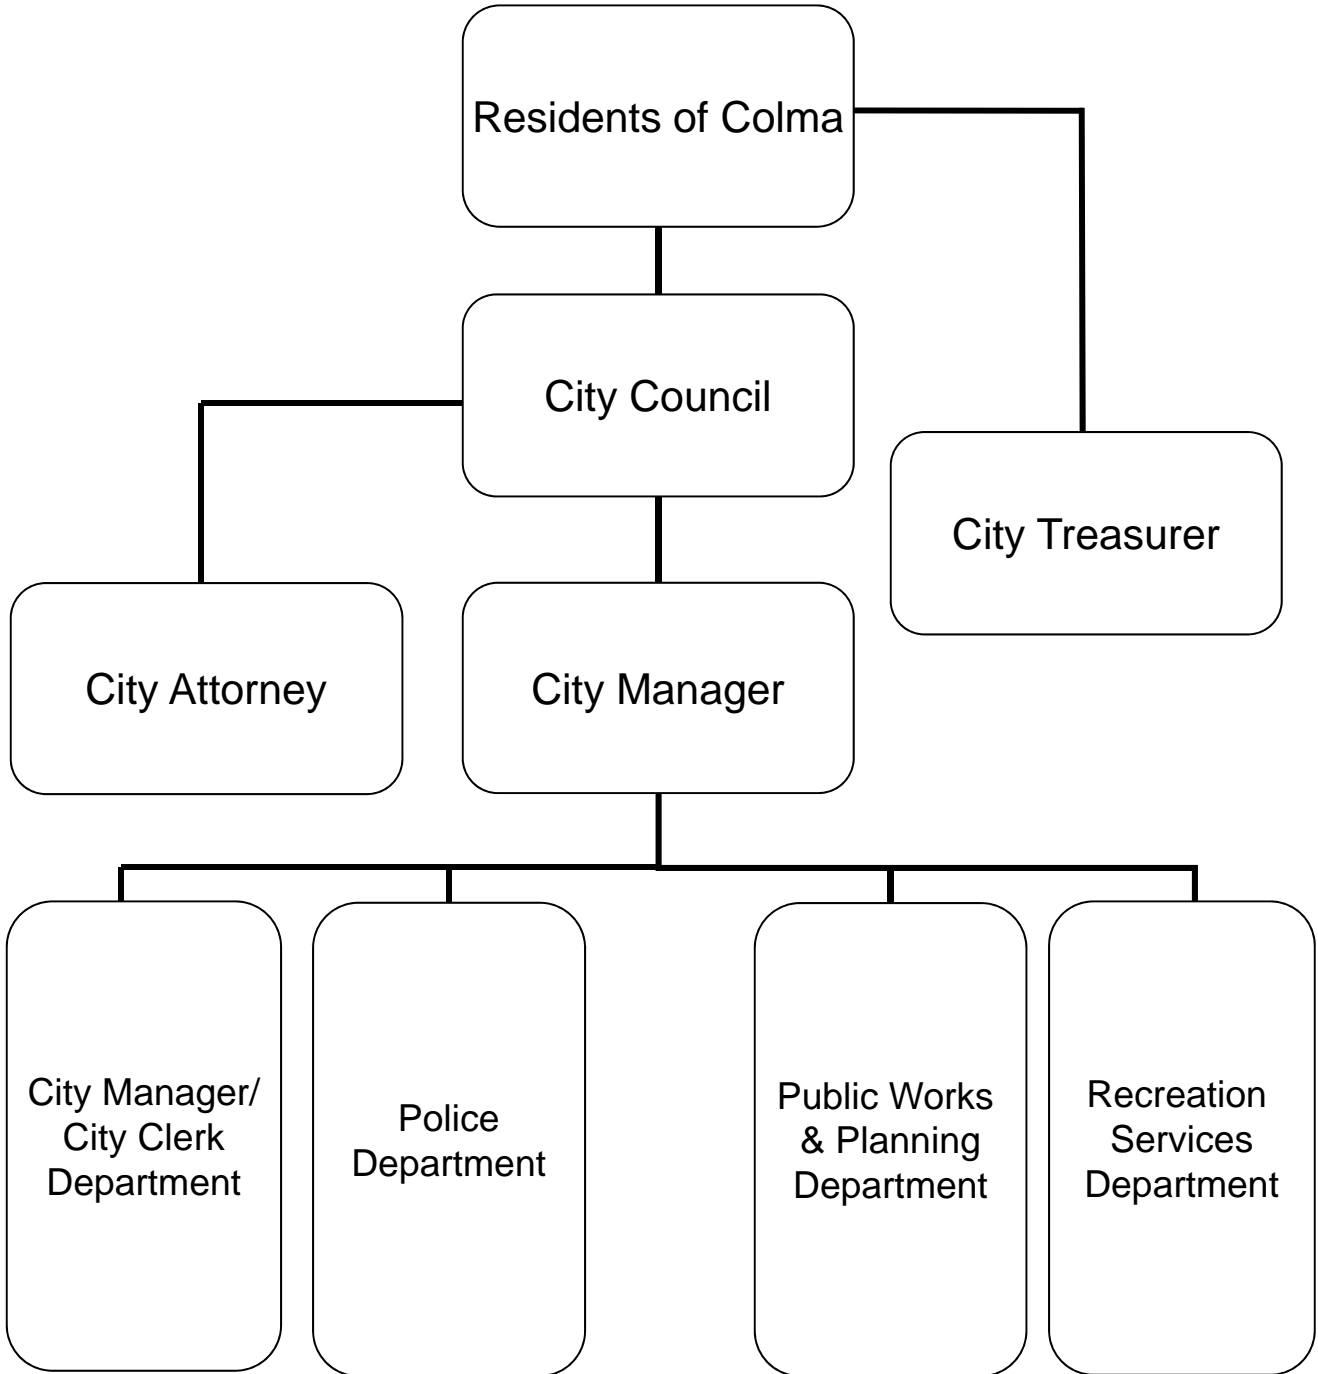 Residents of Colma
City Council
City Treasurer
City Attorney
City Manager
City Manager/
City Clerk
Department
Police
Department
Public Works
& Planning
Department
Recreation
Services
Department